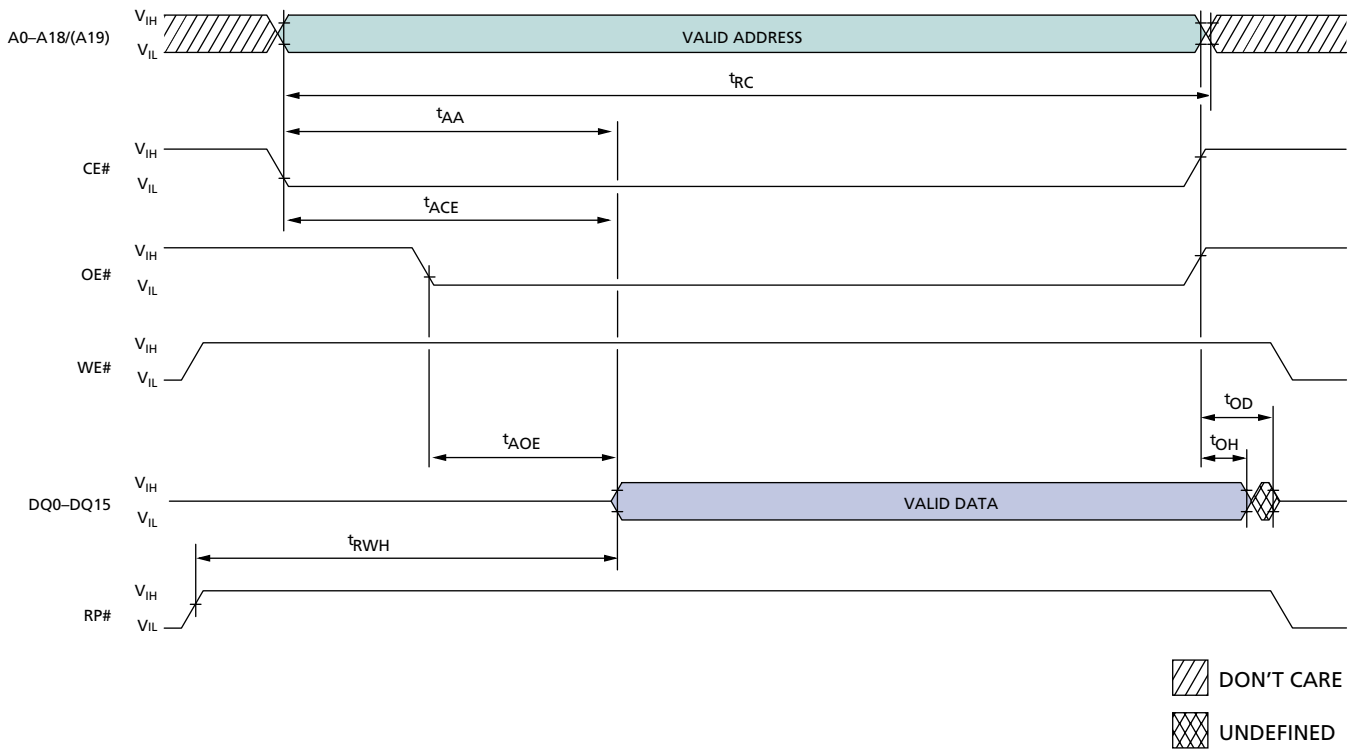 VIH
A0–A18/(A19)
VALID ADDRESS
VIL
tRC
tAA
VIH
CE#
VIL
tACE
VIH
OE#
VIL
VIH
WE#
VIL
tOD
tAOE
tOH
VIH
DQ0–DQ15
VALID DATA
VIL
tRWH
VIH
RP#
VIL
DON'T CARE
UNDEFINED